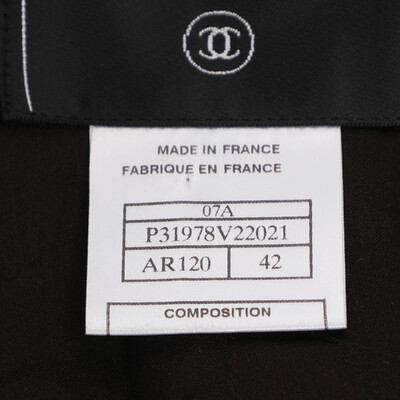 MADE IN FRANCE
FABRIQUE EN FRANCE
07A
P31978V22021
AR120 42
COMPOSITION